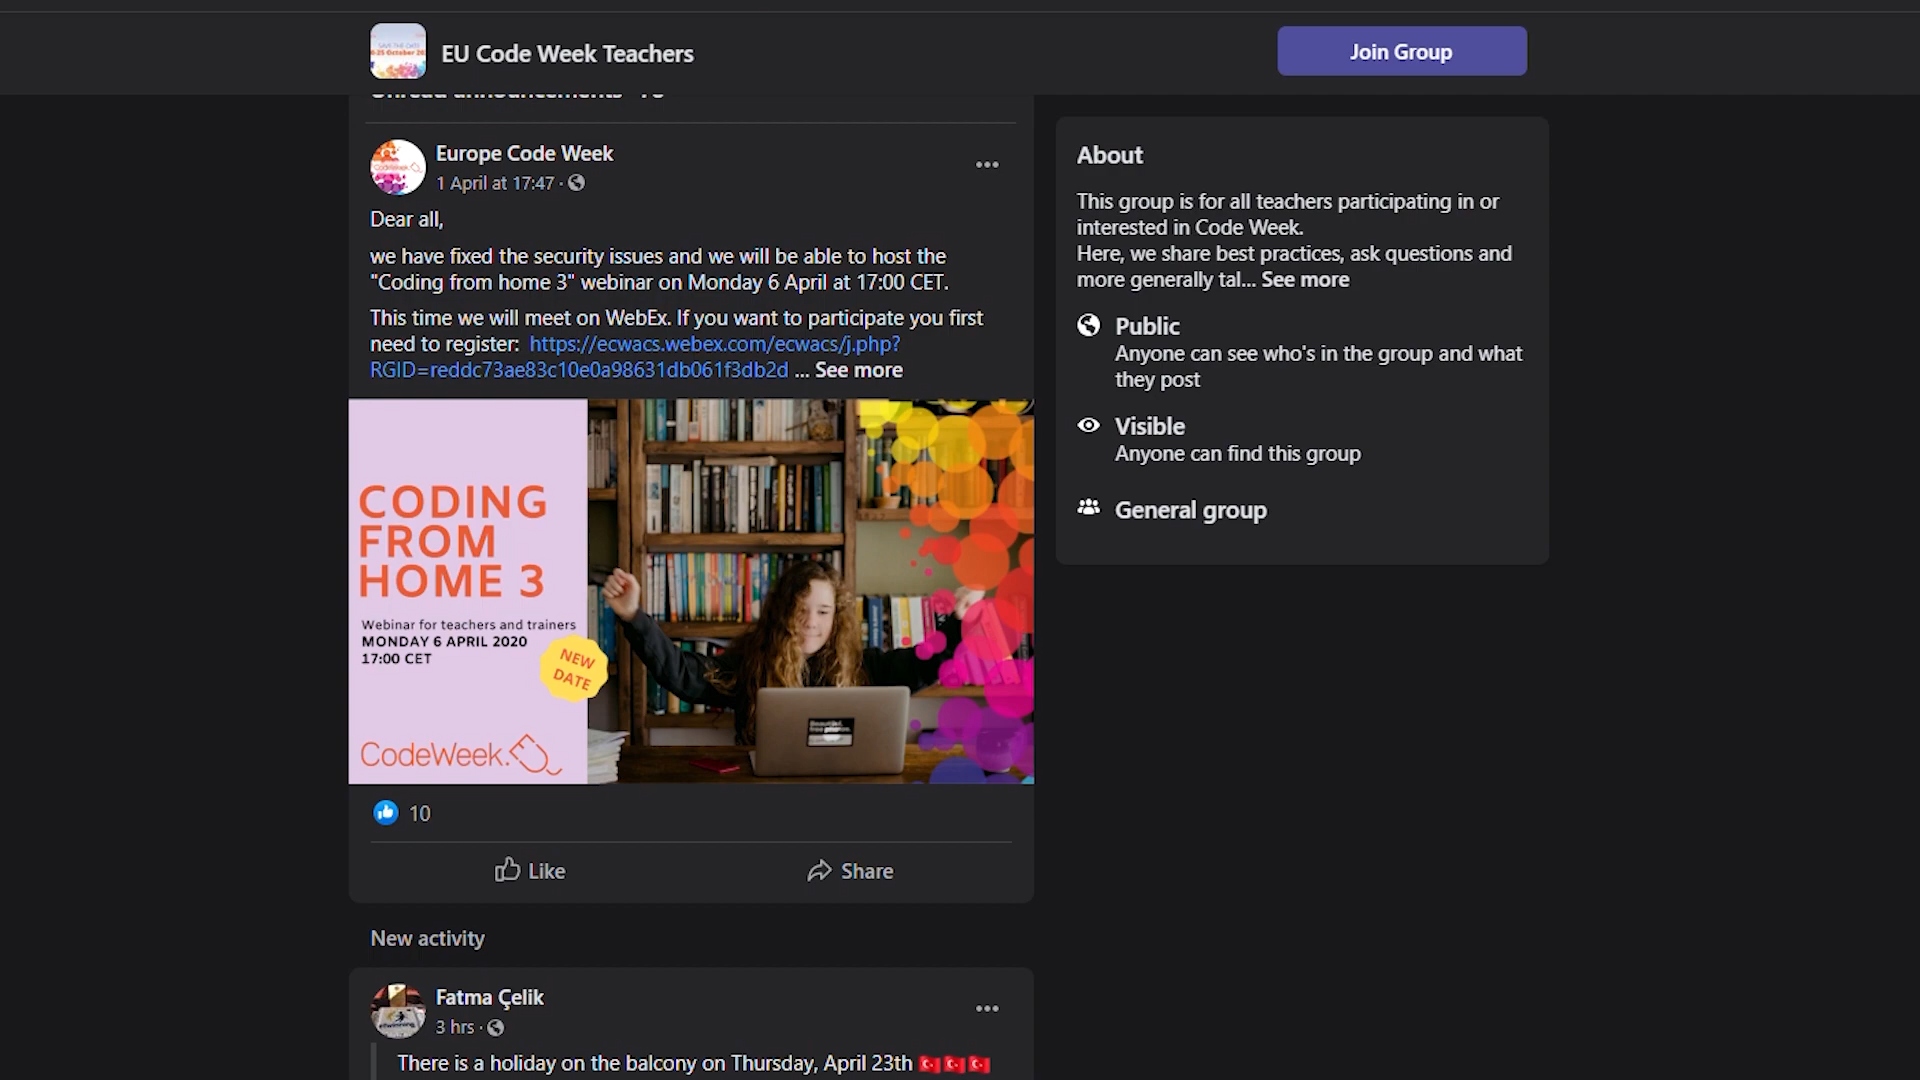 EU Code Week Teachers
Join Group
Unread announcements
Europe Code Week
1 April at 17:47 ·
Dear all,
we have fixed the security issues and we will be able to host the
"Coding from home 3" webinar on Monday 6 April at 17:00 CET.
This time we will meet on WebEx. If you want to participate you first
need to register: https://ecwacs.webex.com/ecwacs/j.php?
RGID=reddc73ae83c10e0a98631db061f3db2d ... See more
CODING
FROM
HOME 3
Webinar for teachers and trainers
MONDAY 6 APRIL 2020
17:00 CET
NEW
DATE
CodeWeek.
10
Like
Share
New activity
Fatma Çelik
3 hrs ·
There is a holiday on the balcony on Thursday, April 23th 🇹🇷🇹🇷🇹🇷
About
This group is for all teachers participating in or
interested in Code Week.
Here, we share best practices, ask questions and
more generally tal... See more
Public
Anyone can see who's in the group and what
they post
Visible
Anyone can find this group
General group